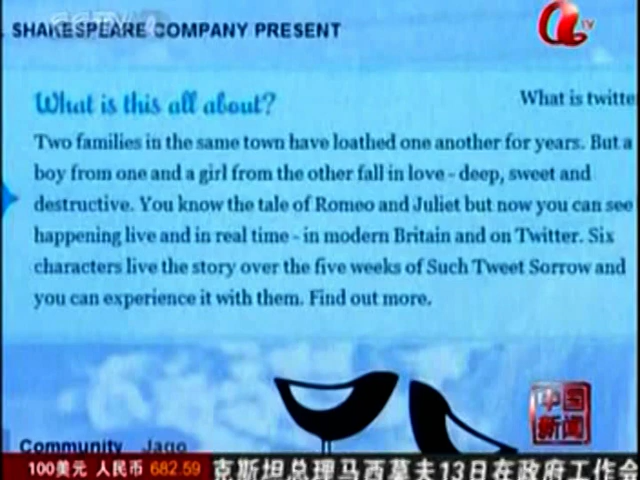 . SHAKESPEARE COMPANY PRESENT
What is this all about?
What is twitte
Two families in the same town have loathed one another for years. But a
boy from one and a girl from the other fall in love - deep, sweet and
destructive. You know the tale of Romeo and Juliet but now you can see
happening live and in real time - in modern Britain and on Twitter. Six
characters live the story over the five weeks of Such Tweet Sorrow and
you can experience it with them. Find out more.
中国
新闻
Community Jago
100美元 人民币 682.59 克斯坦总理马西莫夫13日在政府工作会